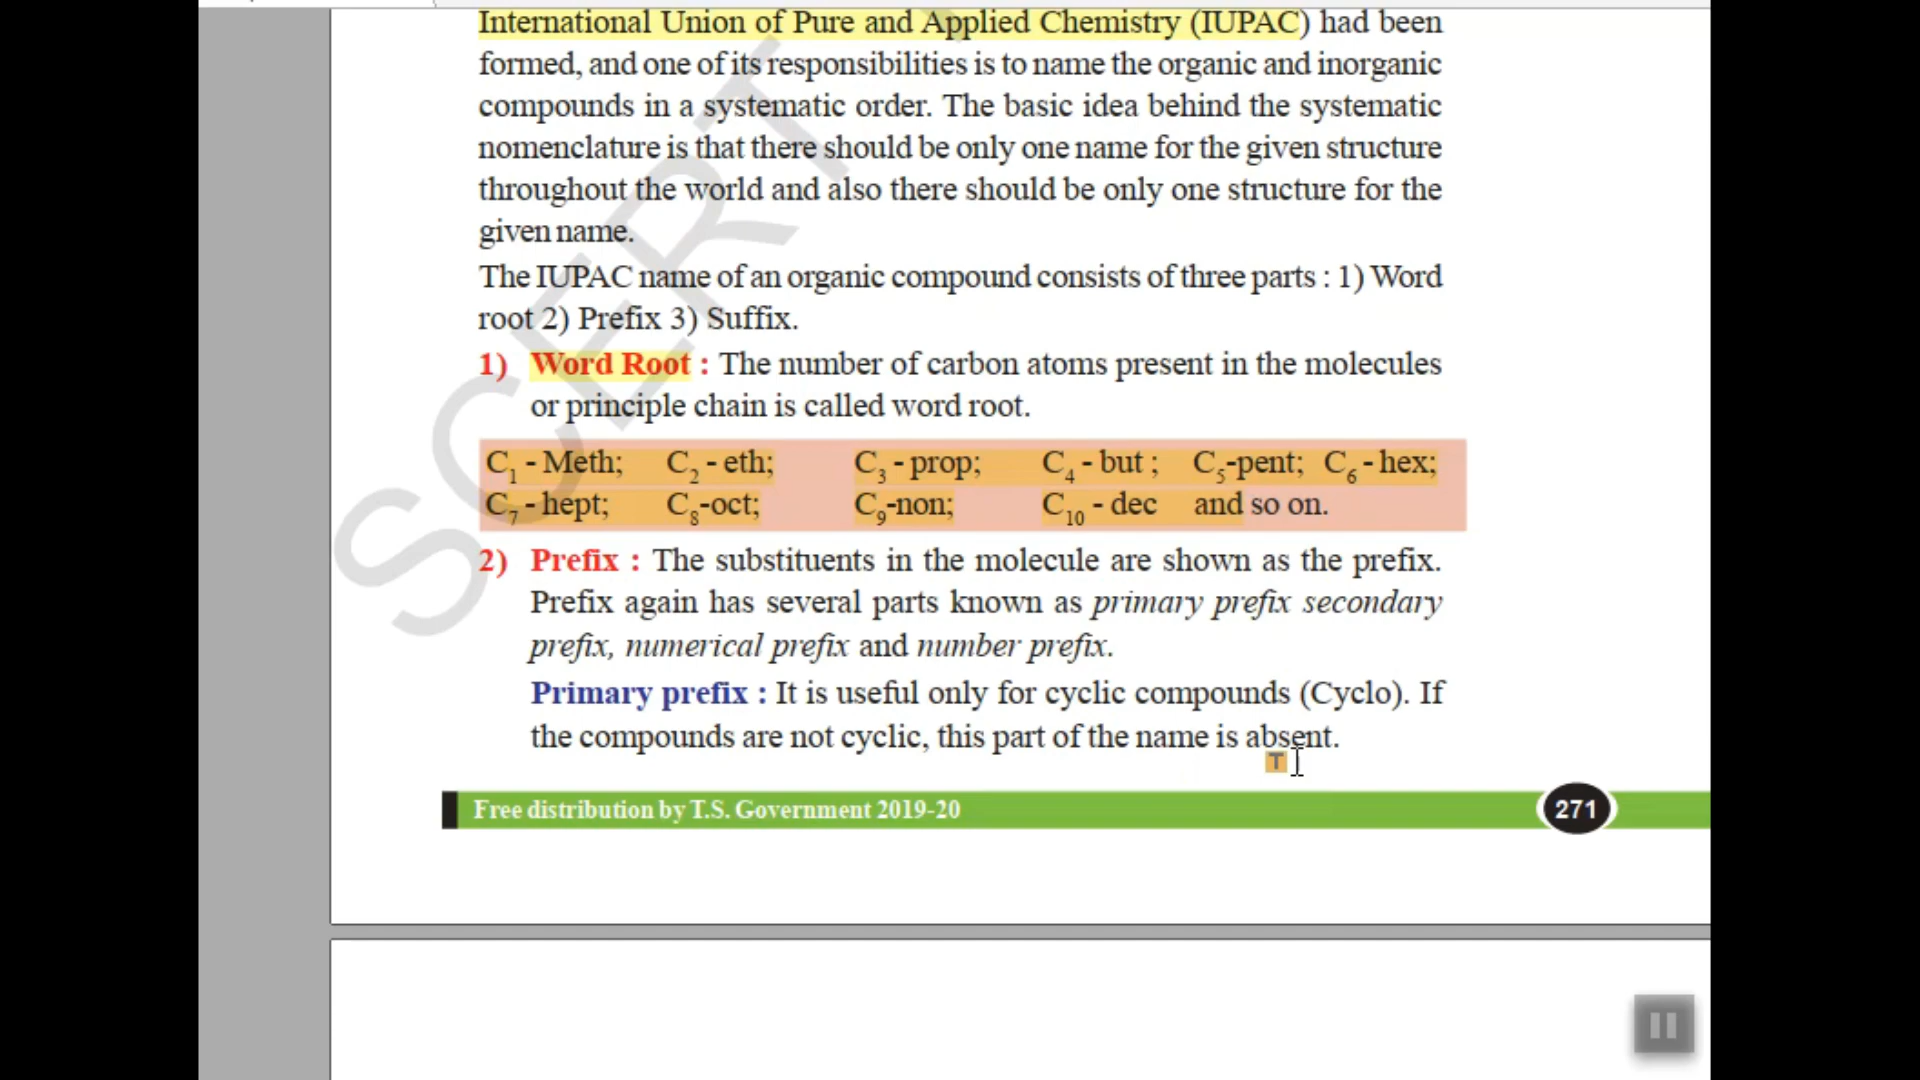 International Union of Pure and Applied Chemistry (IUPAC) had been
formed, and one of its responsibilities is to name the organic and inorganic
compounds in a systematic order. The basic idea behind the systematic
nomenclature is that there should be only one name for the given structure
throughout the world and also there should be only one structure for the
given name.
The IUPAC name of an organic compound consists of three parts : 1) Word
root 2) Prefix 3) Suffix.
1) Word Root : The number of carbon atoms present in the molecules
or principle chain is called word root.
C₁ - Meth; C₂ - eth; C₃ - prop; C₄ - but ; C₅-pent; C₆ - hex;
C₇ - hept; C₈-oct; C₉-non; C₁₀ - dec and so on.
2) Prefix : The substituents in the molecule are shown as the prefix.
Prefix again has several parts known as primary prefix secondary
prefix, numerical prefix and number prefix.
Primary prefix : It is useful only for cyclic compounds (Cyclo). If
the compounds are not cyclic, this part of the name is absent.
T
Free distribution by T.S. Government 2019-20 271
SCERT